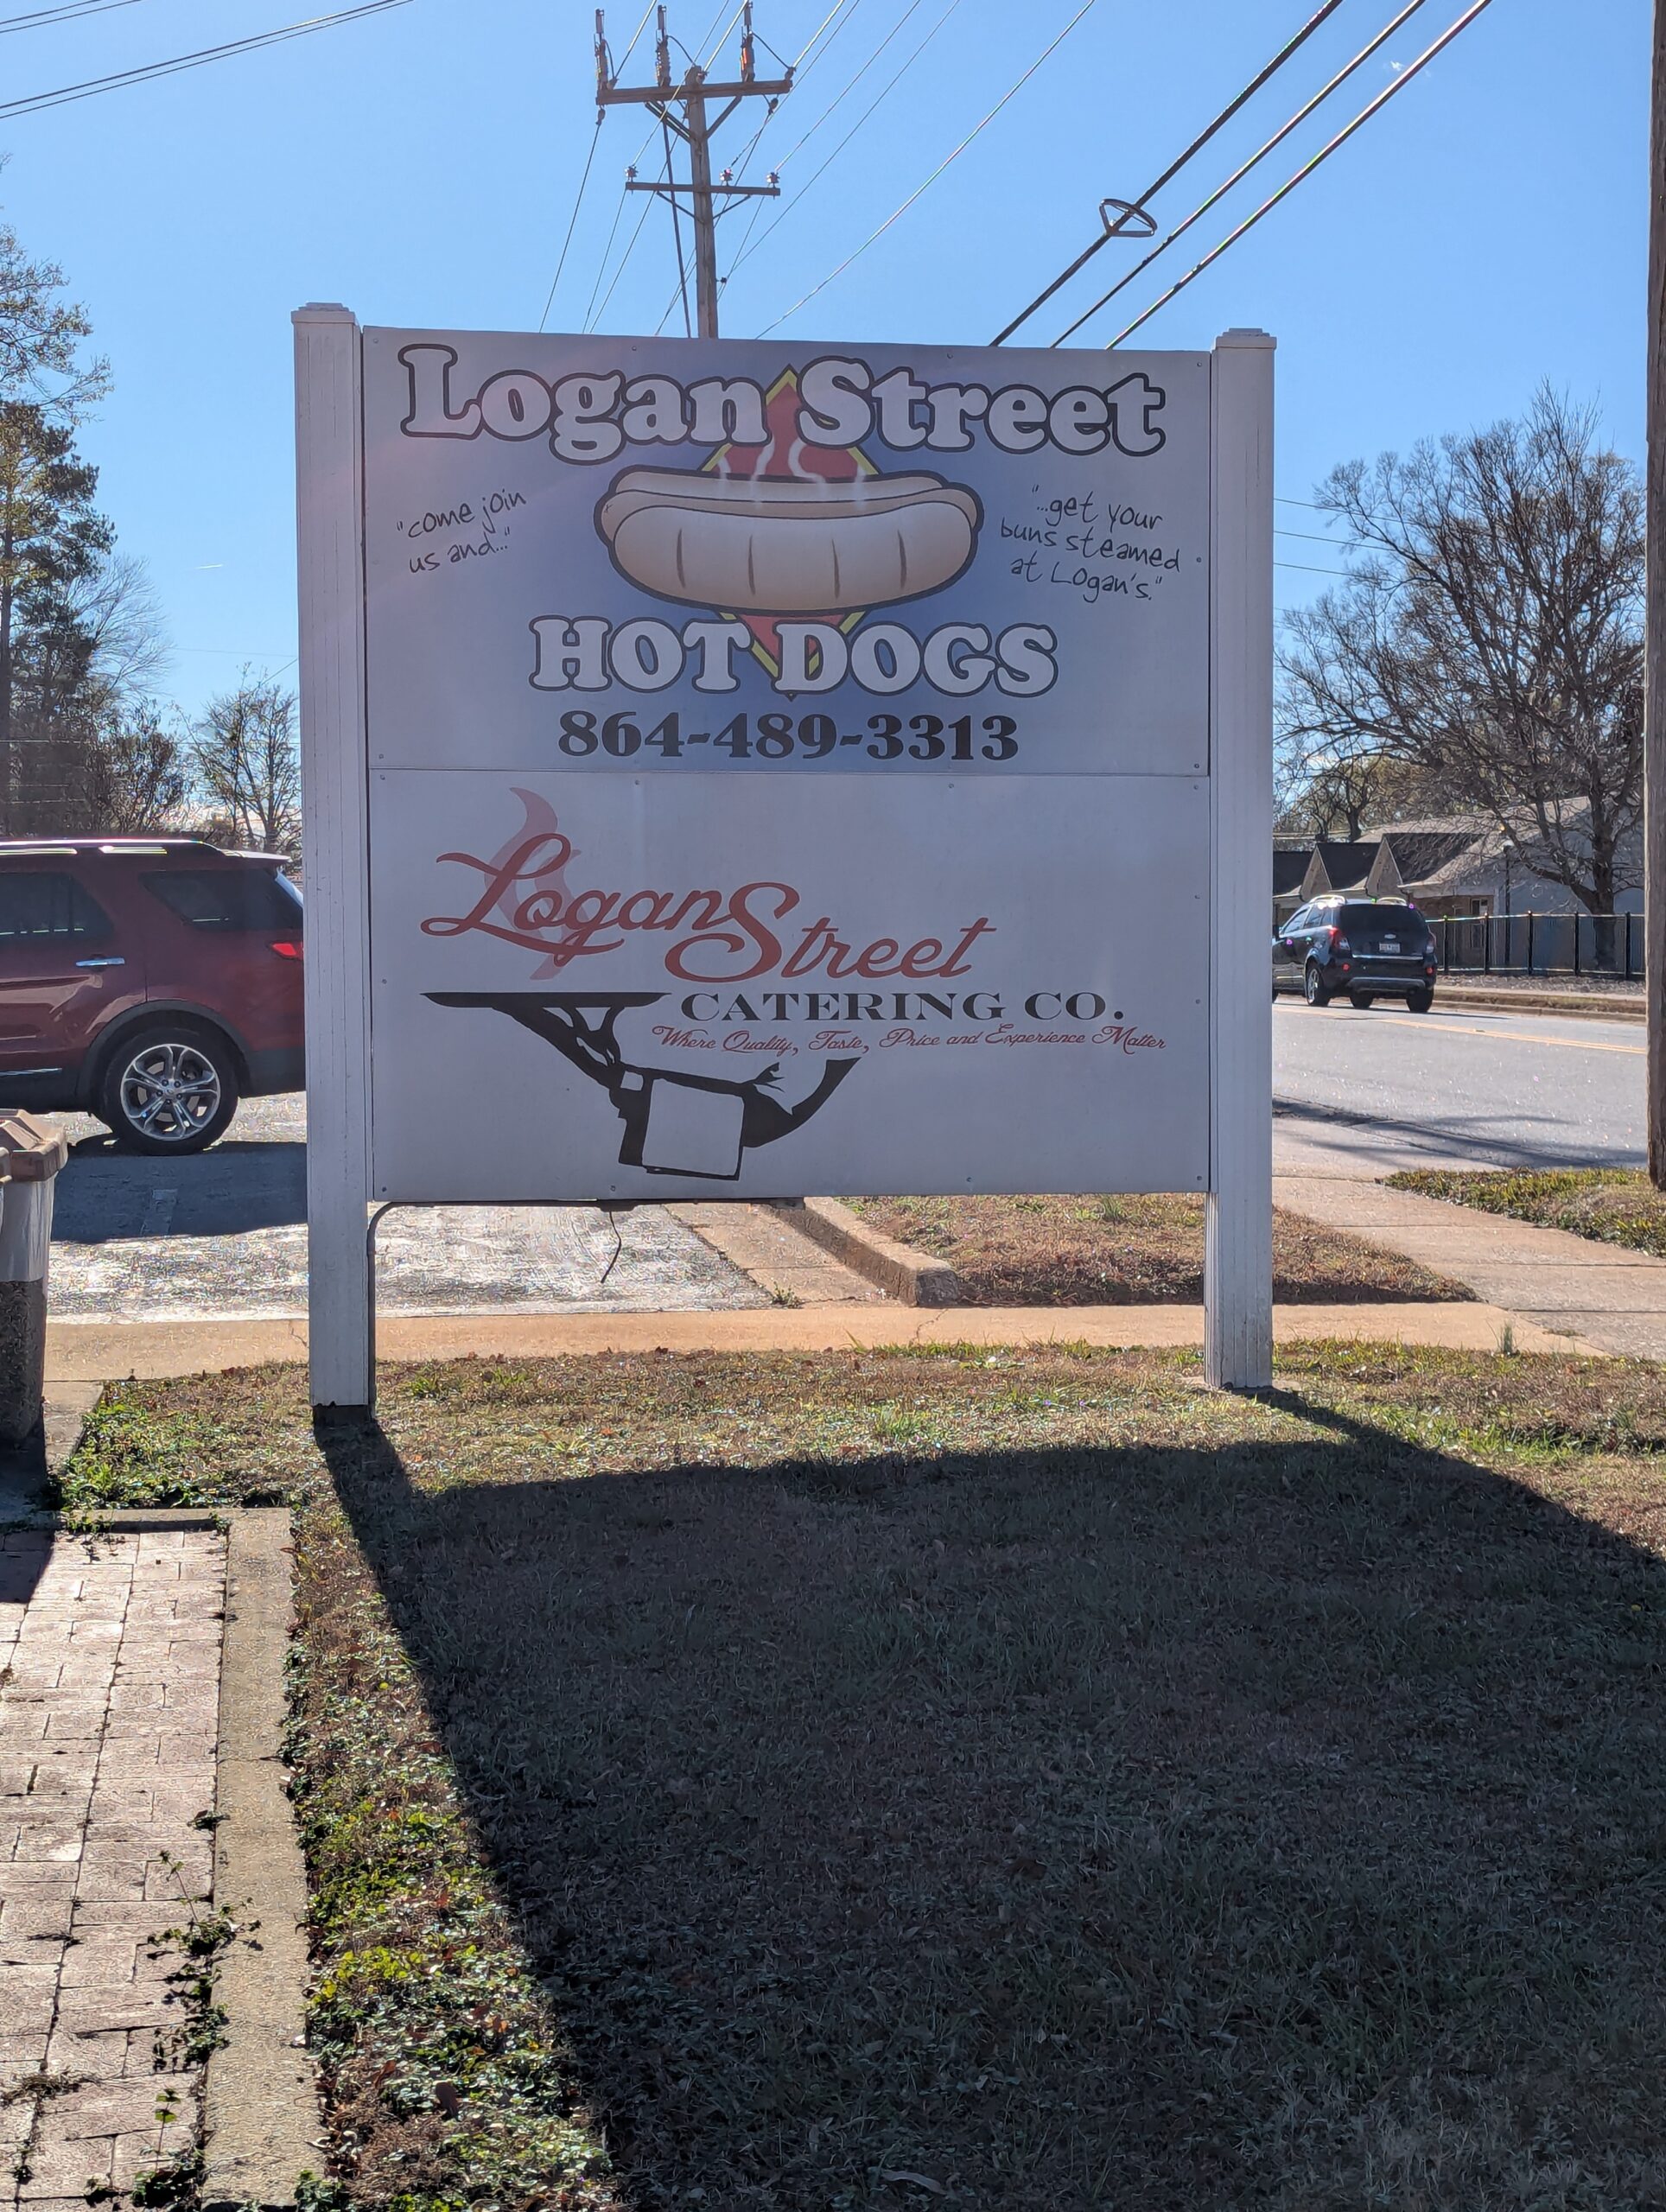 Logan Street
"come join
us and..."
"...get your
buns steamed
at Logan's."
HOT DOGS
864-489-3313
Logan Street
CATERING CO.
Where Quality, Taste, Price and Experience Matter